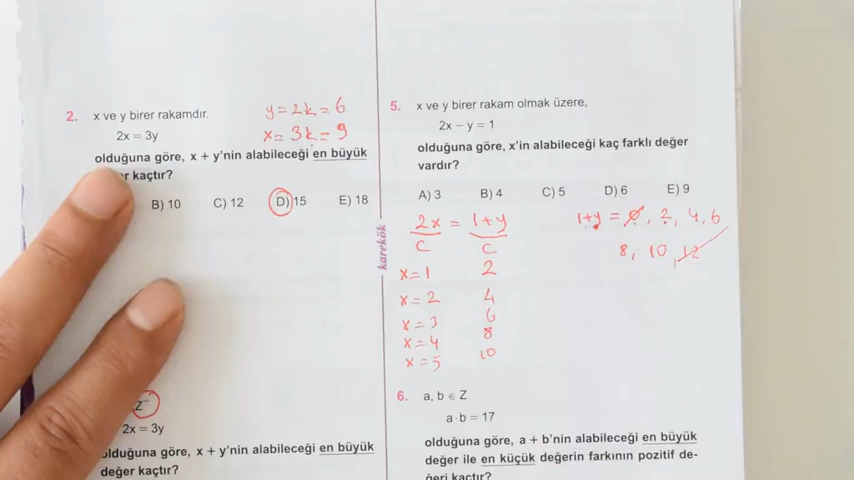 2. x ve y birer rakamdır.
2x = 3y
y = 2k = 6
x = 3k = 9
olduğuna göre, x + y'nin alabileceği en büyük
kaçtır?
B) 10 C) 12 D) 15 E) 18
Z⁻
2x = 3y
olduğuna göre, x + y'nin alabileceği en büyük
değer kaçtır?
karekök
5. x ve y birer rakam olmak üzere,
2x – y = 1
olduğuna göre, x'in alabileceği kaç farklı değer
vardır?
A) 3 B) 4 C) 5 D) 6 E) 9
2x = 1+y
Ç Ç
1+y = 0, 2, 4, 6
8, 10, 12
x=1 2
x=2 4
x=3 6
x=4 8
x=5 10
6. a, b ∈ Z
a · b = 17
olduğuna göre, a + b'nin alabileceği en büyük
değer ile en küçük değerin farkının pozitif de-
ğeri kaçtır?